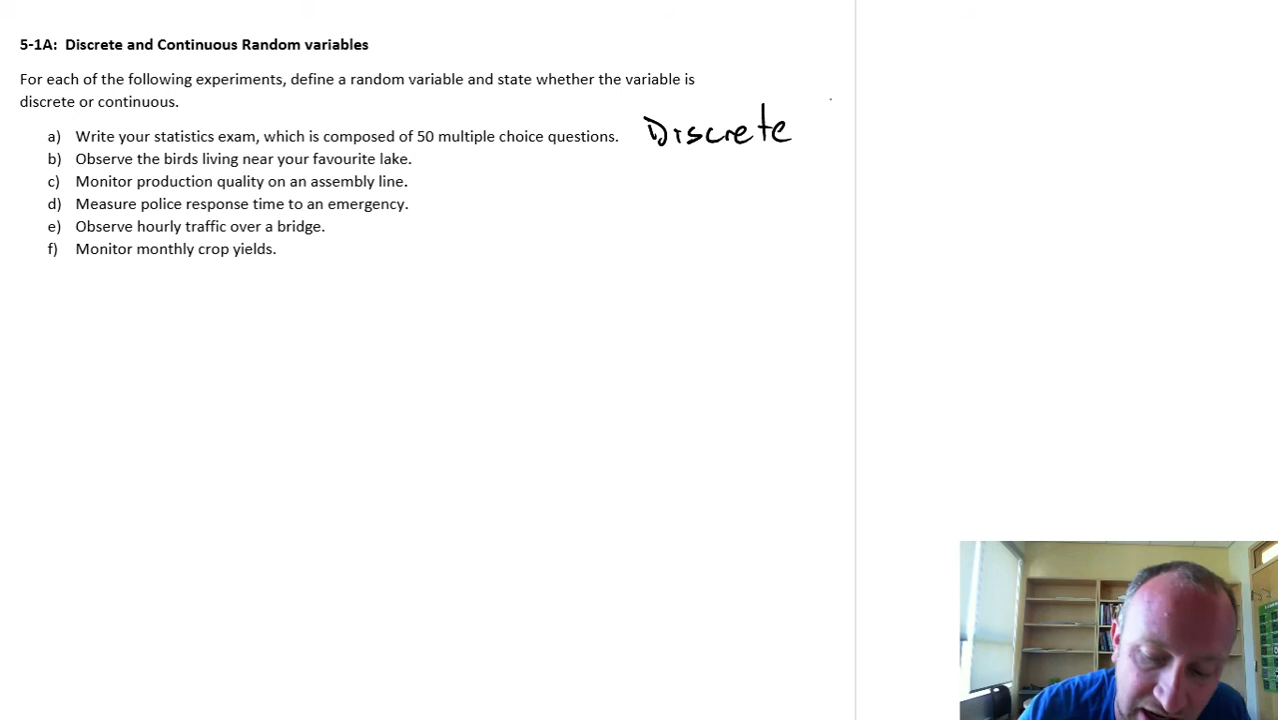 5-1A: Discrete and Continuous Random variables
For each of the following experiments, define a random variable and state whether the variable is
discrete or continuous.
a) Write your statistics exam, which is composed of 50 multiple choice questions. Discrete
b) Observe the birds living near your favourite lake.
c) Monitor production quality on an assembly line.
d) Measure police response time to an emergency.
e) Observe hourly traffic over a bridge.
f) Monitor monthly crop yields.